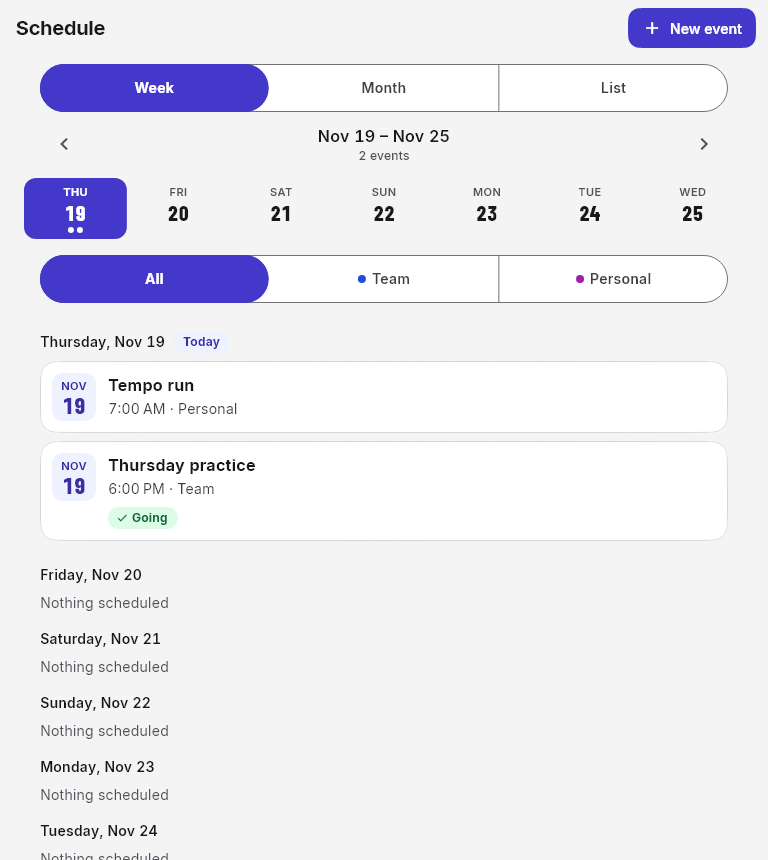 Schedule
New event
Week
Month
List
Nov 19 – Nov 25
2 events
THU
19
FRI
20
SAT
21
SUN
22
MON
23
TUE
24
WED
25
All
Team
Personal
Thursday, Nov 19 Today
NOV
19
Tempo run
7:00 AM · Personal
NOV
19
Thursday practice
6:00 PM · Team
Going
Friday, Nov 20
Nothing scheduled
Saturday, Nov 21
Nothing scheduled
Sunday, Nov 22
Nothing scheduled
Monday, Nov 23
Nothing scheduled
Tuesday, Nov 24
Nothing scheduled